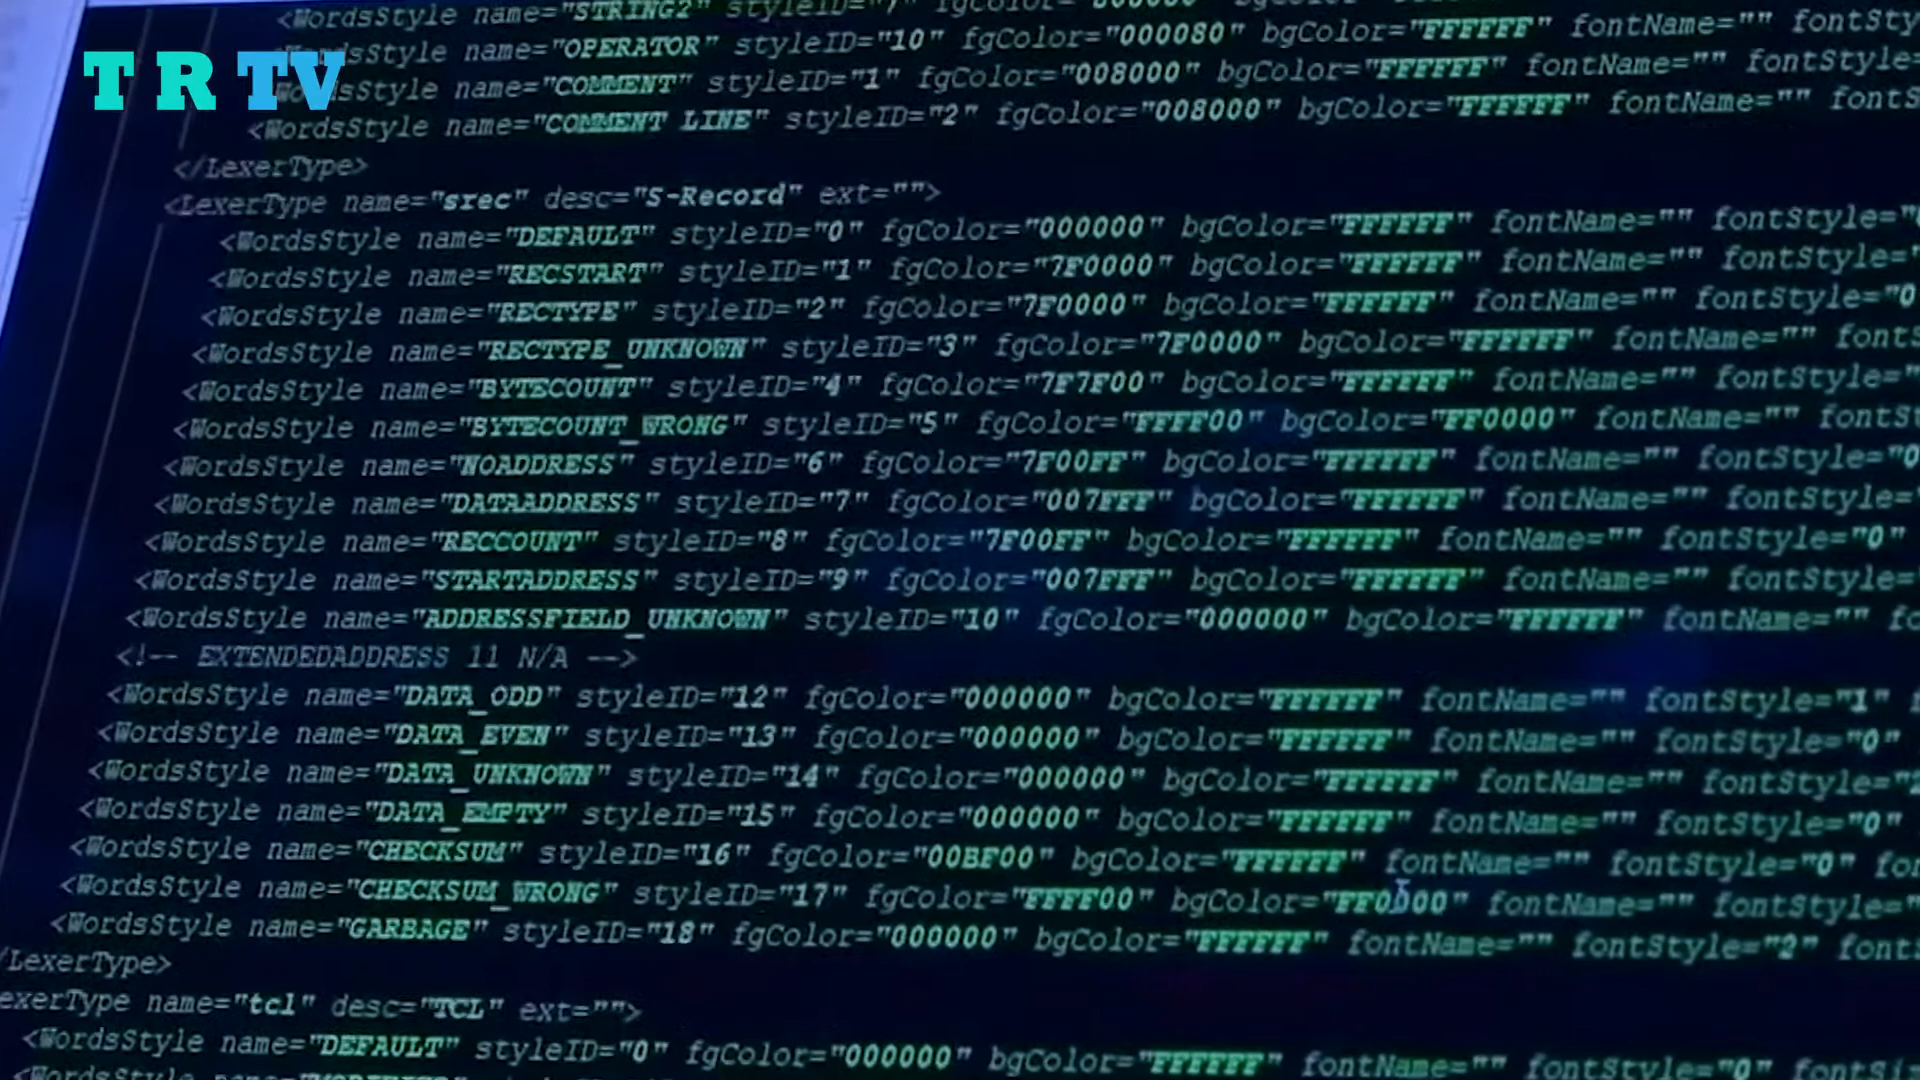 <WordsStyle name="STRING2" styleID="7" fgColor=
<WordsStyle name="OPERATOR" styleID="10" fgColor="000080" bgColor="FFFFFF" fontName="" fontSty
T R TV
name="COMMENT" styleID="1" fgColor="008000" bgColor="FFFFFF" fontName="" fontStyle=
<WordsStyle name="COMMENT LINE" styleID="2" fgColor="008000" bgColor="FFFFFF" fontName="" fontS
</LexerType>
<LexerType name="srec" desc="S-Record" ext="">
<WordsStyle name="DEFAULT" styleID="0" fgColor="000000" bgColor="FFFFFF" fontName="" fontStyle="
<WordsStyle name="RECSTART" styleID="1" fgColor="7F0000" bgColor="FFFFFF" fontName="" fontStyle="
<WordsStyle name="RECTYPE" styleID="2" fgColor="7F0000" bgColor="FFFFFF" fontName="" fontStyle="0
<WordsStyle name="RECTYPE_UNKNOWN" styleID="3" fgColor="7F0000" bgColor="FFFFFF" fontName="" fontS
<WordsStyle name="BYTECOUNT" styleID="4" fgColor="7F7F00" bgColor="FFFFFF" fontName="" fontStyle="
<WordsStyle name="BYTECOUNT_WRONG" styleID="5" fgColor="FFFF00" bgColor="FF0000" fontName="" fontSt
<WordsStyle name="NOADDRESS" styleID="6" fgColor="7F00FF" bgColor="FFFFFF" fontName="" fontStyle="0
<WordsStyle name="DATAADDRESS" styleID="7" fgColor="007FFF" bgColor="FFFFFF" fontName="" fontStyle=
<WordsStyle name="RECCOUNT" styleID="8" fgColor="7F00FF" bgColor="FFFFFF" fontName="" fontStyle="0"
<WordsStyle name="STARTADDRESS" styleID="9" fgColor="007FFF" bgColor="FFFFFF" fontName="" fontStyle=
<WordsStyle name="ADDRESSFIELD_UNKNOWN" styleID="10" fgColor="000000" bgColor="FFFFFF" fontName="" fo
<!-- EXTENDEDADDRESS 11 N/A -->
<WordsStyle name="DATA_ODD" styleID="12" fgColor="000000" bgColor="FFFFFF" fontName="" fontStyle="1" f
<WordsStyle name="DATA_EVEN" styleID="13" fgColor="000000" bgColor="FFFFFF" fontName="" fontStyle="0"
<WordsStyle name="DATA_UNKNOWN" styleID="14" fgColor="000000" bgColor="FFFFFF" fontName="" fontStyle="2
<WordsStyle name="DATA_EMPTY" styleID="15" fgColor="000000" bgColor="FFFFFF" fontName="" fontStyle="0"
<WordsStyle name="CHECKSUM" styleID="16" fgColor="00BF00" bgColor="FFFFFF" fontName="" fontStyle="0" fon
<WordsStyle name="CHECKSUM_WRONG" styleID="17" fgColor="FFFF00" bgColor="FF0000" fontName="" fontStyle="
<WordsStyle name="GARBAGE" styleID="18" fgColor="000000" bgColor="FFFFFF" fontName="" fontStyle="2" font
/LexerType>
exerType name="tcl" desc="TCL" ext="">
<WordsStyle name="DEFAULT" styleID="0" fgColor="000000" bgColor="FFFFFF" fontName="" fontStyle="0" fontSi